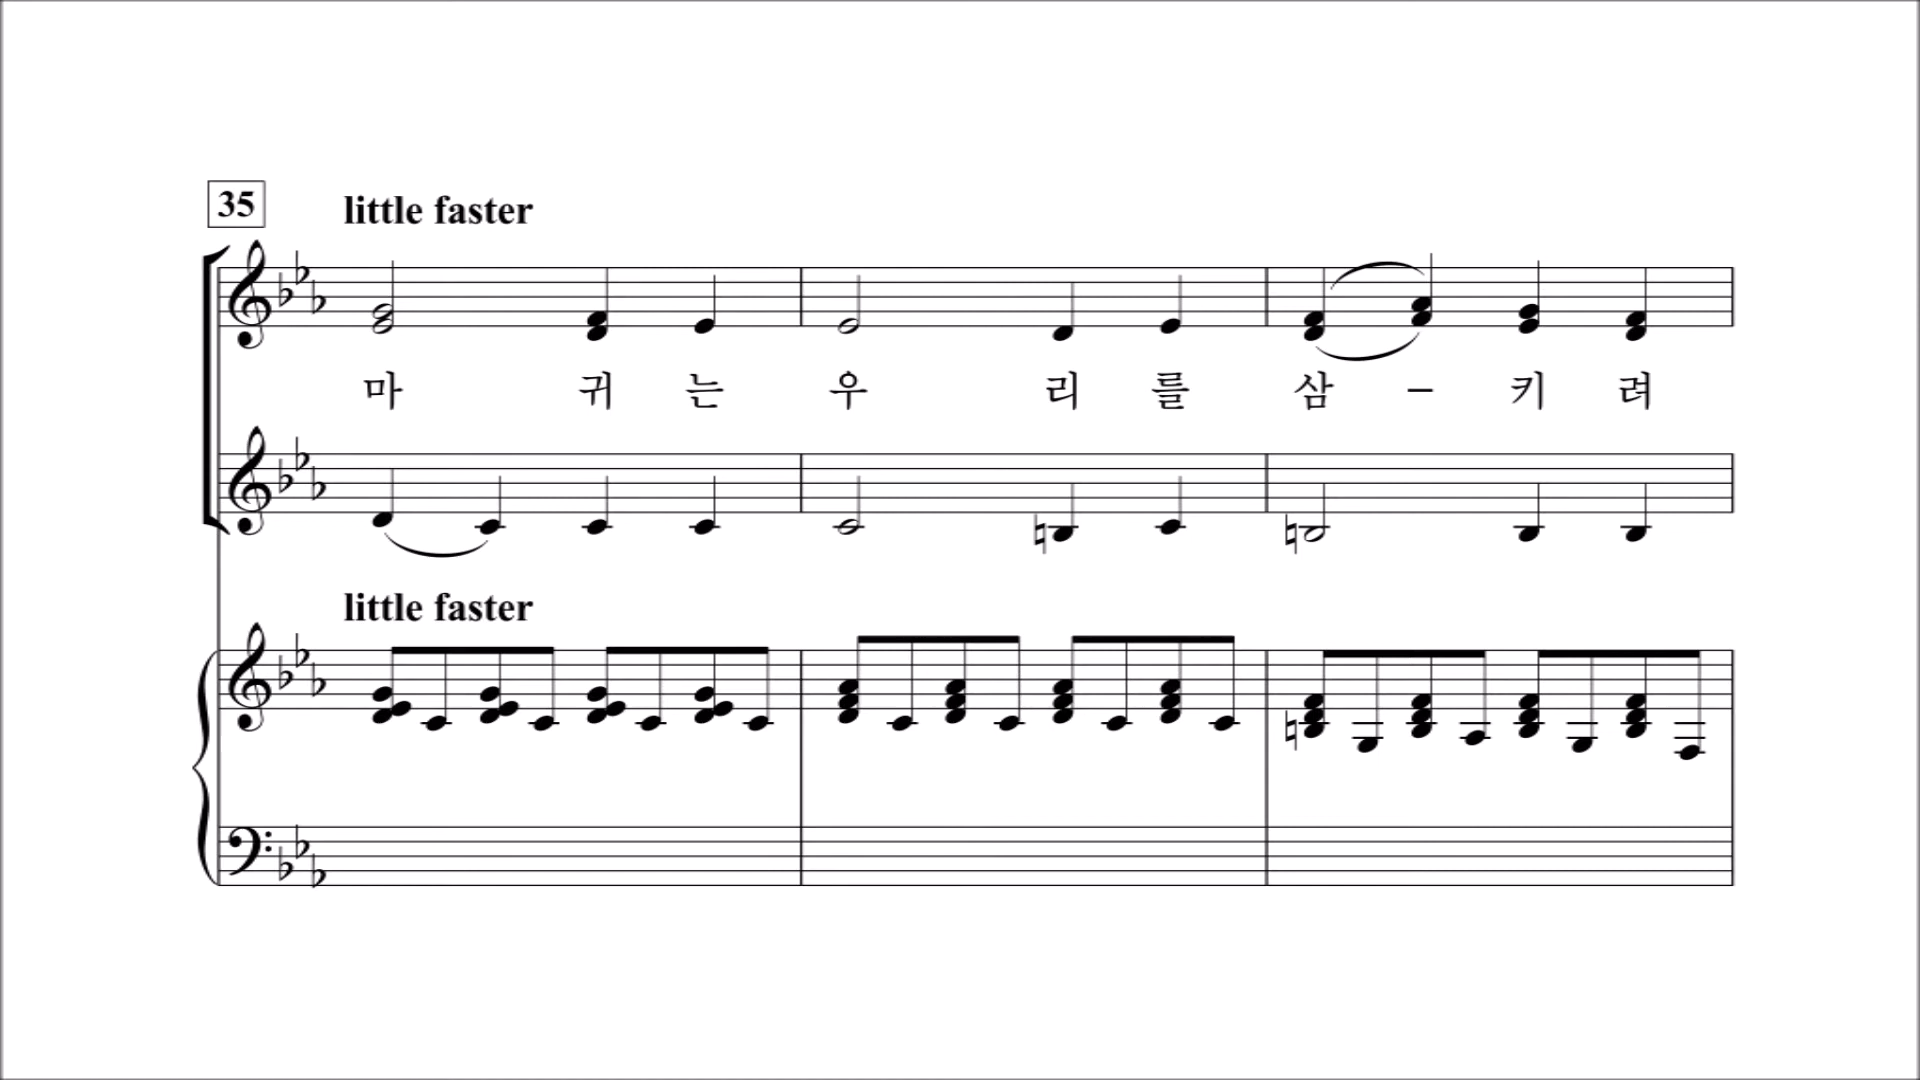 35
little faster
마 귀 는 우 리 를 삼 – 키 려
little faster